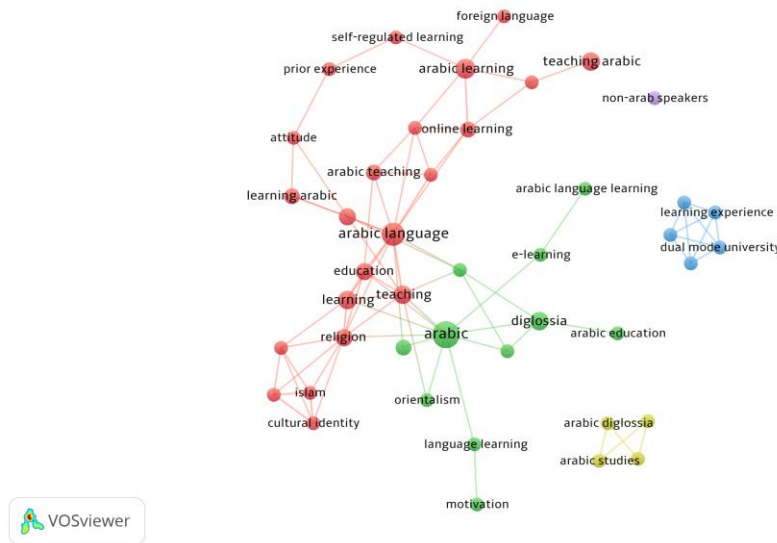 foreign language
self-regulated learning
teaching arabic
prior experience
arabic learning
non-arab speakers
online learning
attitude
arabic teaching
arabic language learning
learning arabic
learning experience
arabic language
dual mode university
e-learning
education
teaching
learning
diglossia
arabic
arabic education
religion
islam
orientalism
cultural identity
arabic diglossia
language learning
arabic studies
motivation
VOSviewer